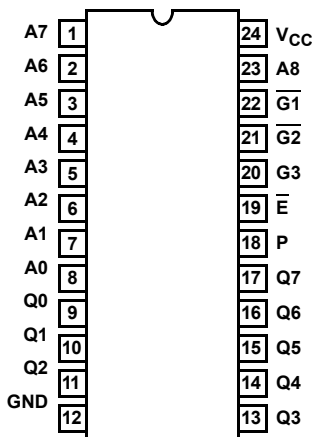 A7 1 24 VCC
A6 2 23 A8
A5 3 22 G1
A4 4 21 G2
A3 5 20 G3
A2 6 19 E
A1 7 18 P
A0 8 17 Q7
Q0 9 16 Q6
Q1 10 15 Q5
Q2 11 14 Q4
GND 12 13 Q3